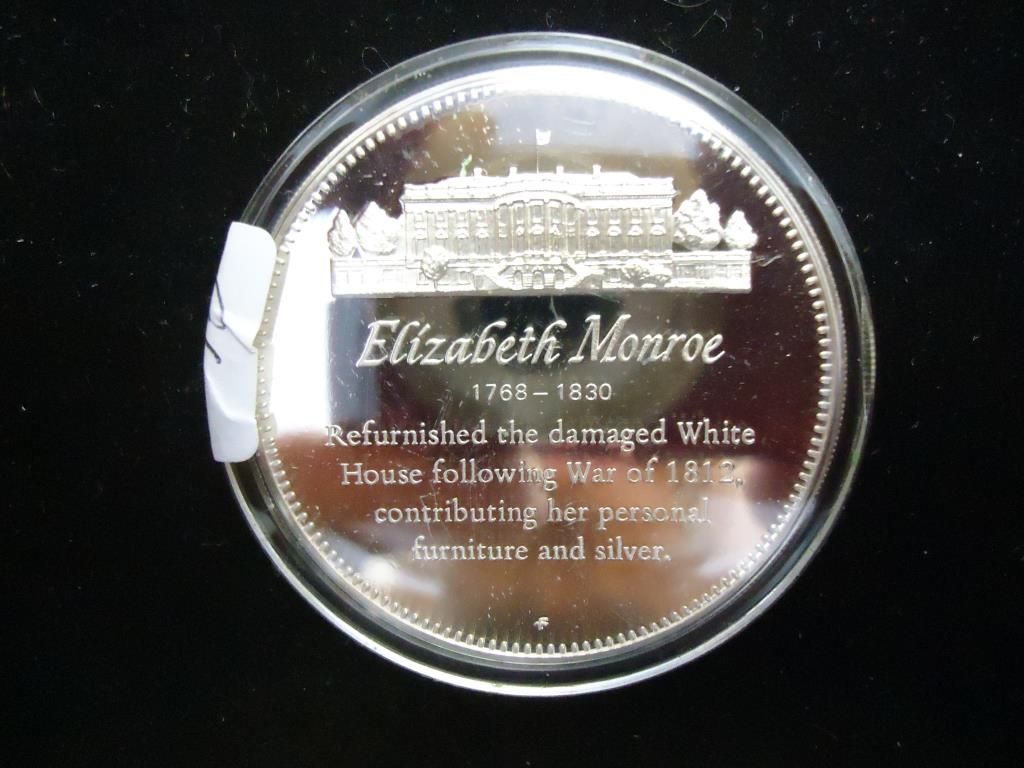 Elizabeth Monroe
1768 – 1830
Refurnished the damaged White
House following War of 1812,
contributing her personal
furniture and silver.